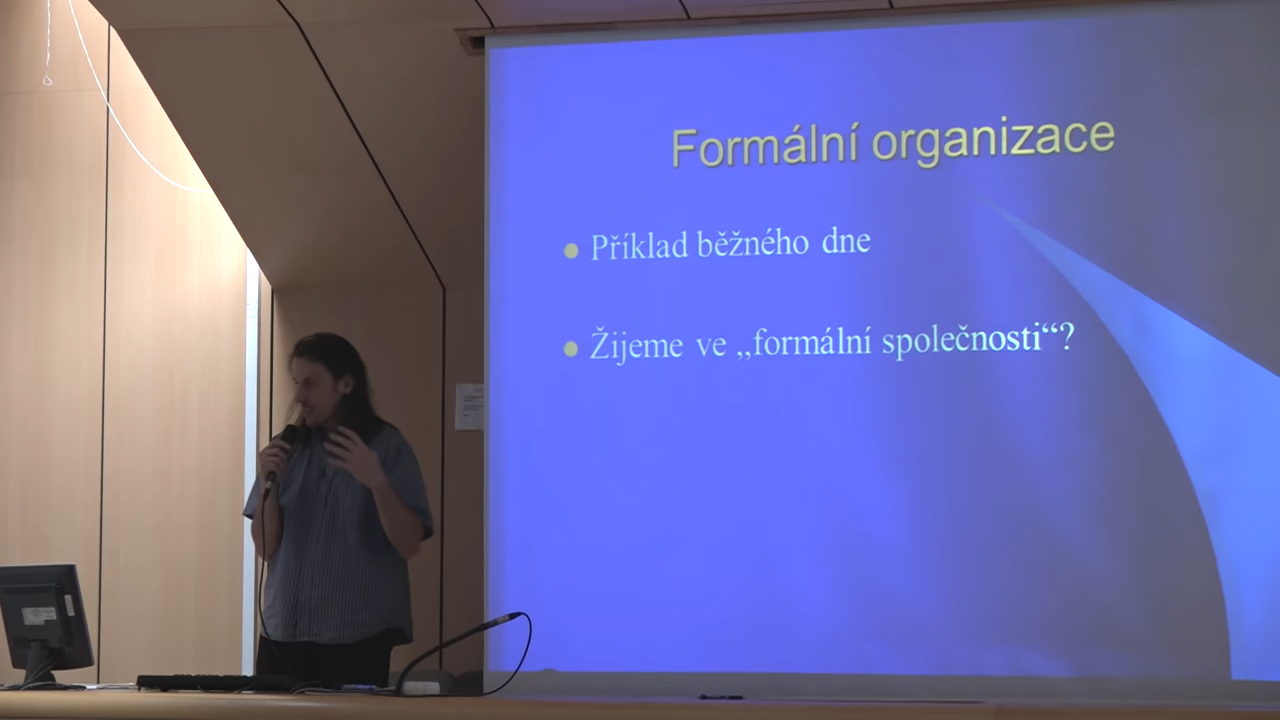 Formální organizace
Příklad běžného dne
Žijeme ve „formální společnosti“?